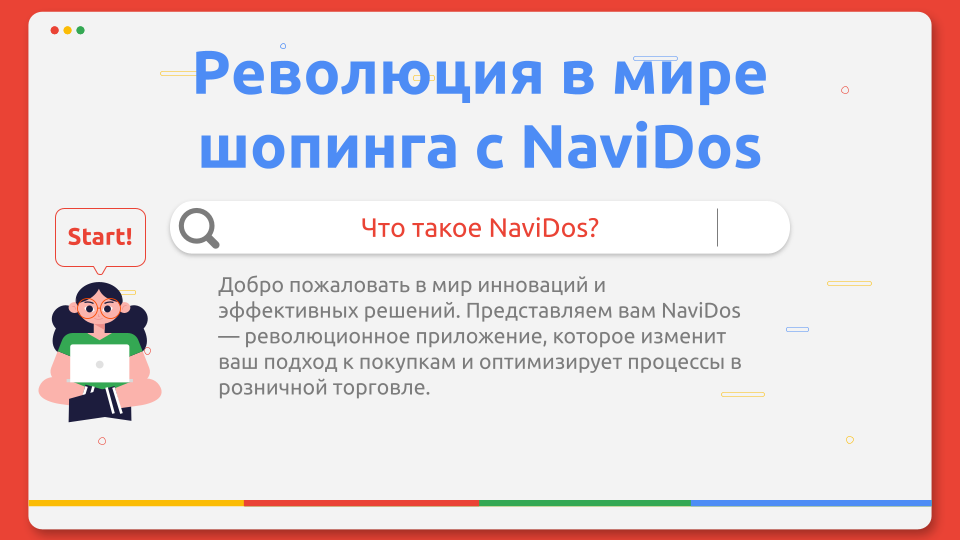 Революция в мире
шопинга с NaviDos
Start!
Что такое NaviDos?
Добро пожаловать в мир инноваций и
эффективных решений. Представляем вам NaviDos
— революционное приложение, которое изменит
ваш подход к покупкам и оптимизирует процессы в
розничной торговле.